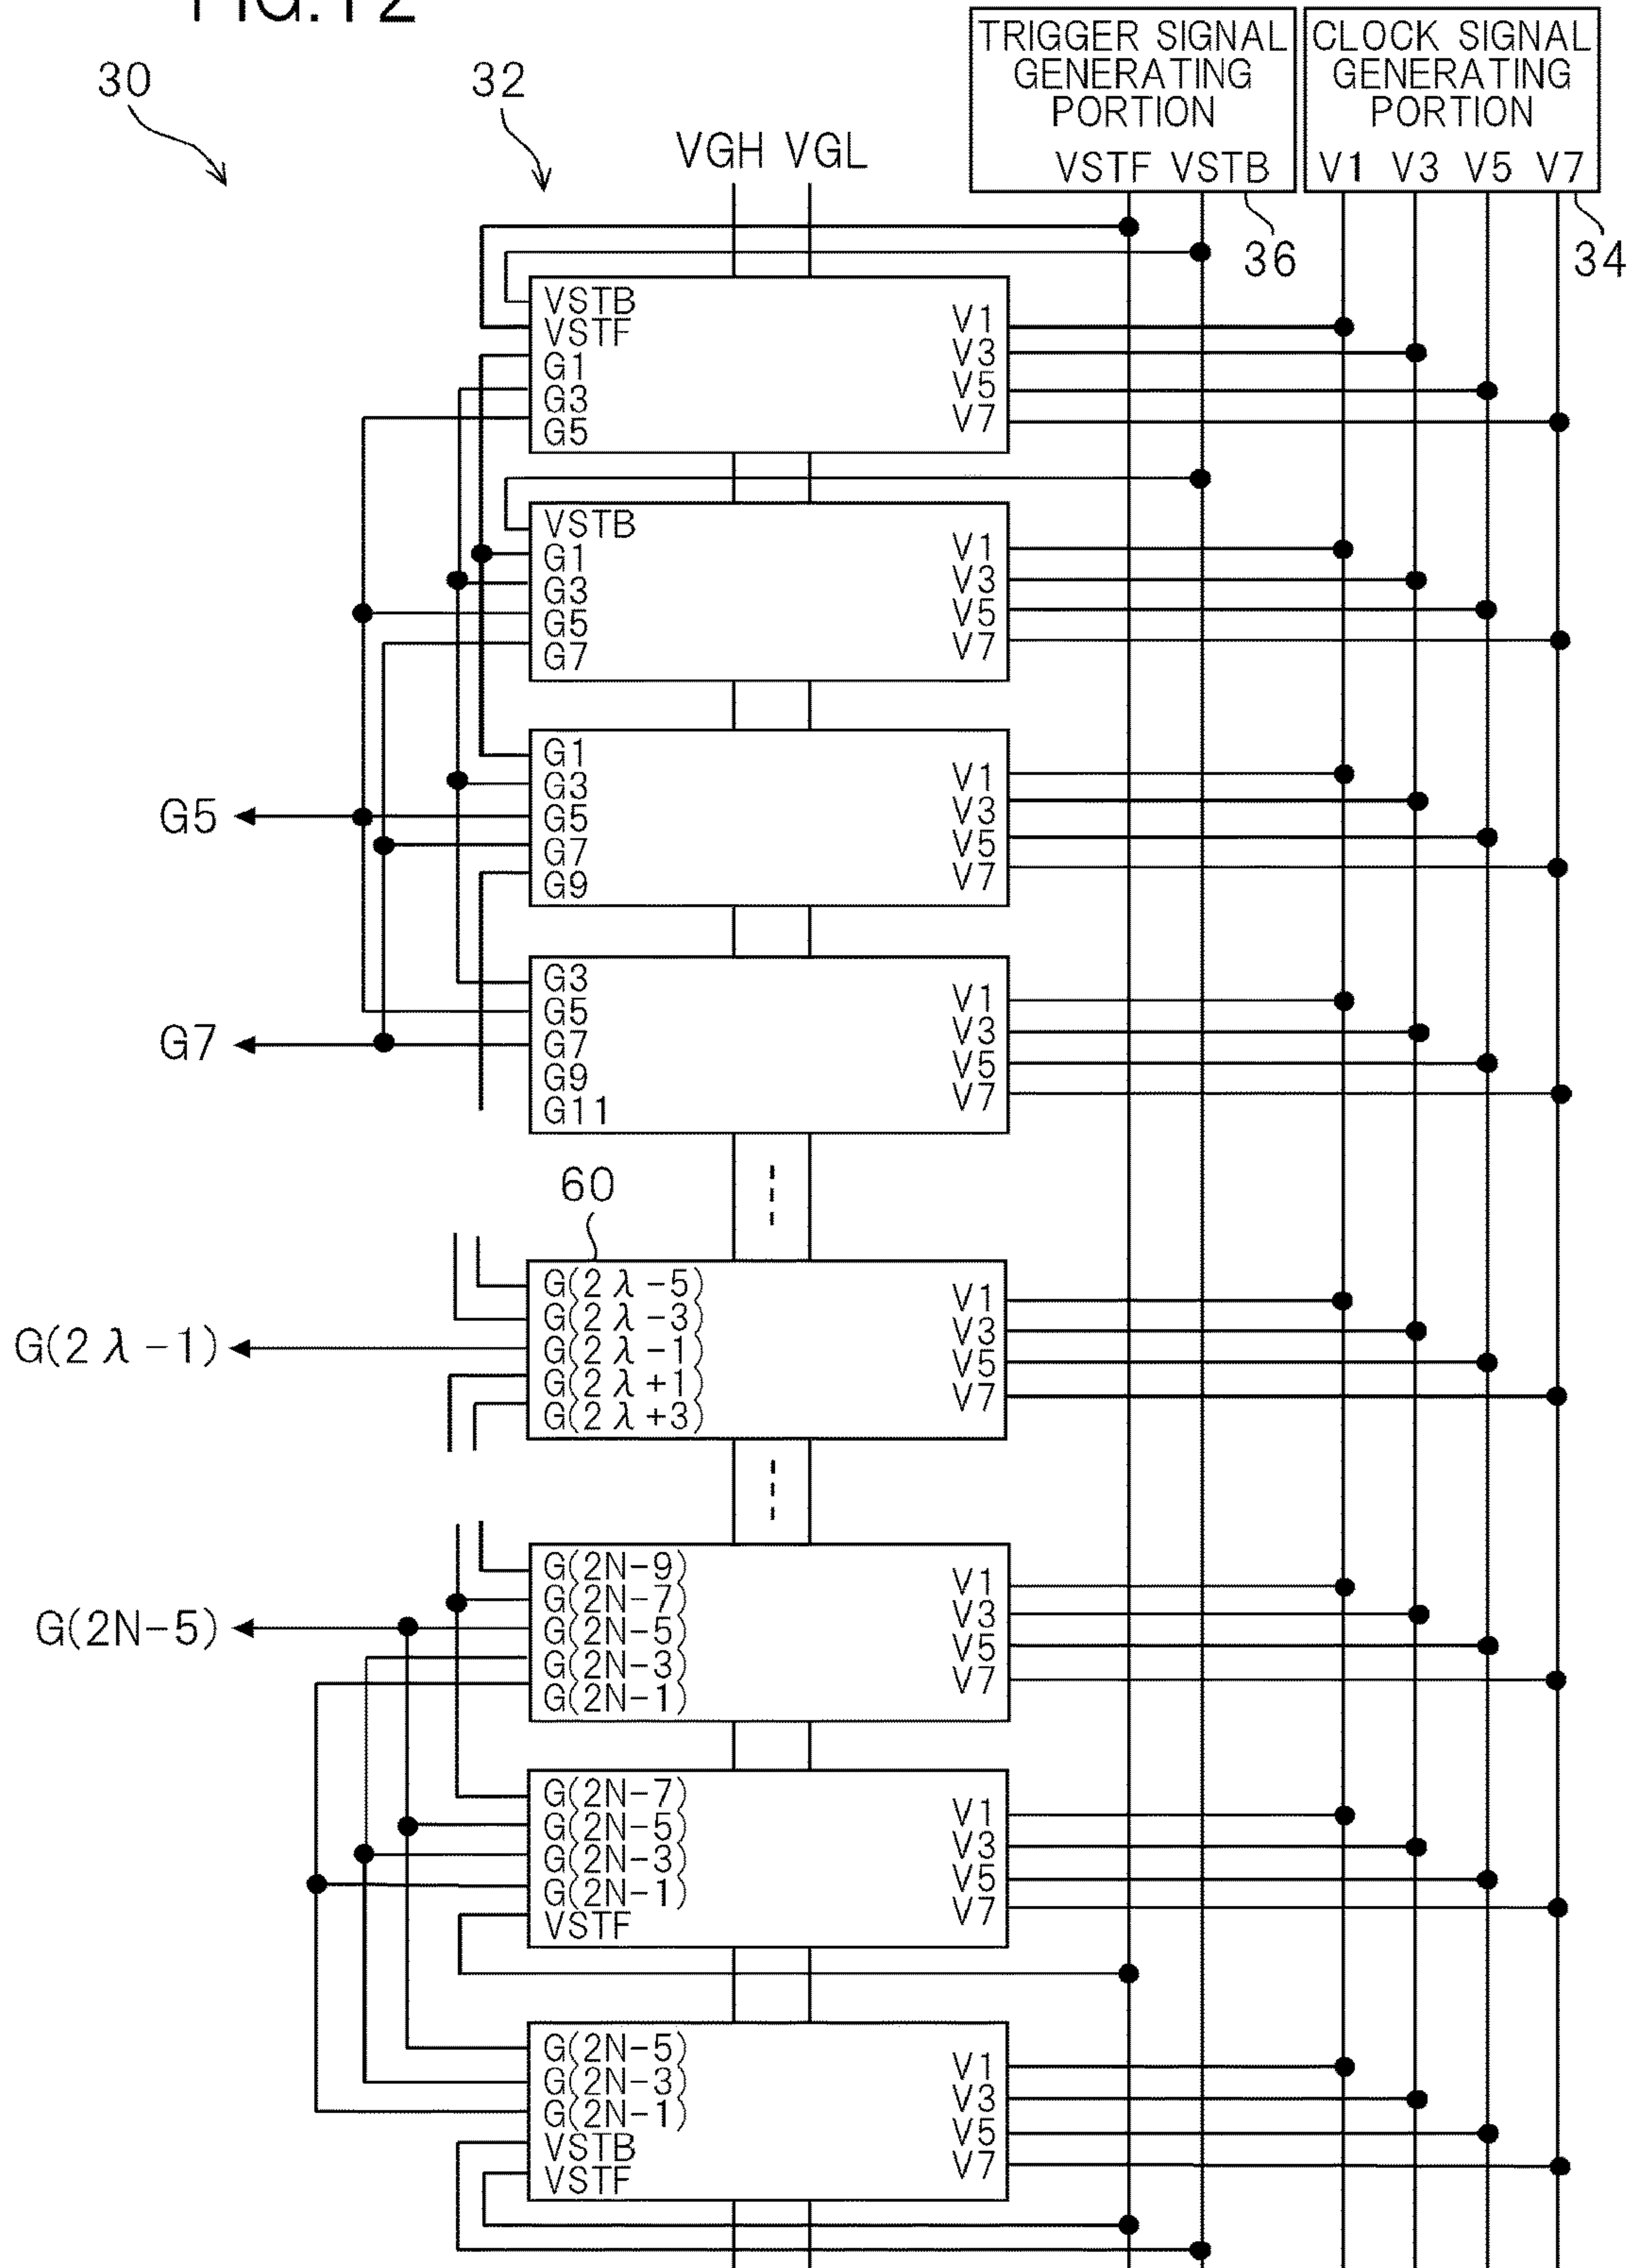 FIG.12
30
32
VGH VGL
TRIGGER SIGNAL
GENERATING
PORTION
VSTF VSTB
36
CLOCK SIGNAL
GENERATING
PORTION
V1 V3 V5 V7
34
VSTB
VSTF
G1
G3
G5
V1
V3
V5
V7
VSTB
G1
G3
G5
G7
V1
V3
V5
V7
G5
G1
G3
G5
G7
G9
V1
V3
V5
V7
G7
G3
G5
G7
G9
G11
V1
V3
V5
V7
60
G(2λ-1)
G(2λ-5)
G(2λ-3)
G(2λ-1)
G(2λ+1)
G(2λ+3)
V1
V3
V5
V7
G(2N-5)
G(2N-9)
G(2N-7)
G(2N-5)
G(2N-3)
G(2N-1)
V1
V3
V5
V7
G(2N-7)
G(2N-5)
G(2N-3)
G(2N-1)
VSTF
V1
V3
V5
V7
G(2N-5)
G(2N-3)
G(2N-1)
VSTB
VSTF
V1
V3
V5
V7